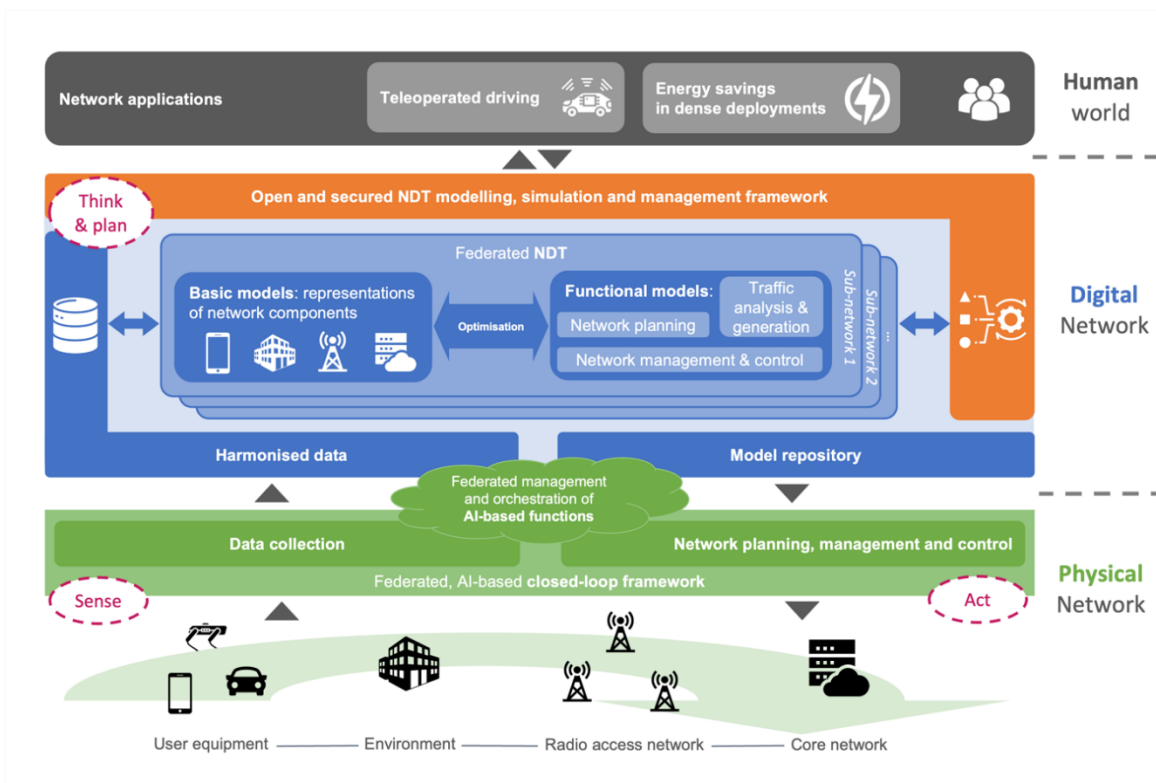 Network applications
Teleoperated driving
Energy savings
in dense deployments
Human
world
Think
& plan
Open and secured NDT modelling, simulation and management framework
Federated NDT
Basic models: representations
of network components
Optimisation
Functional models:
Network planning
Traffic
analysis &
generation
Network management & control
Sub-network 1
Sub-network 2
...
Digital
Network
Harmonised data
Model repository
Federated management
and orchestration of
AI-based functions
Data collection
Network planning, management and control
Federated, AI-based closed-loop framework
Sense
Act
Physical
Network
User equipment
Environment
Radio access network
Core network